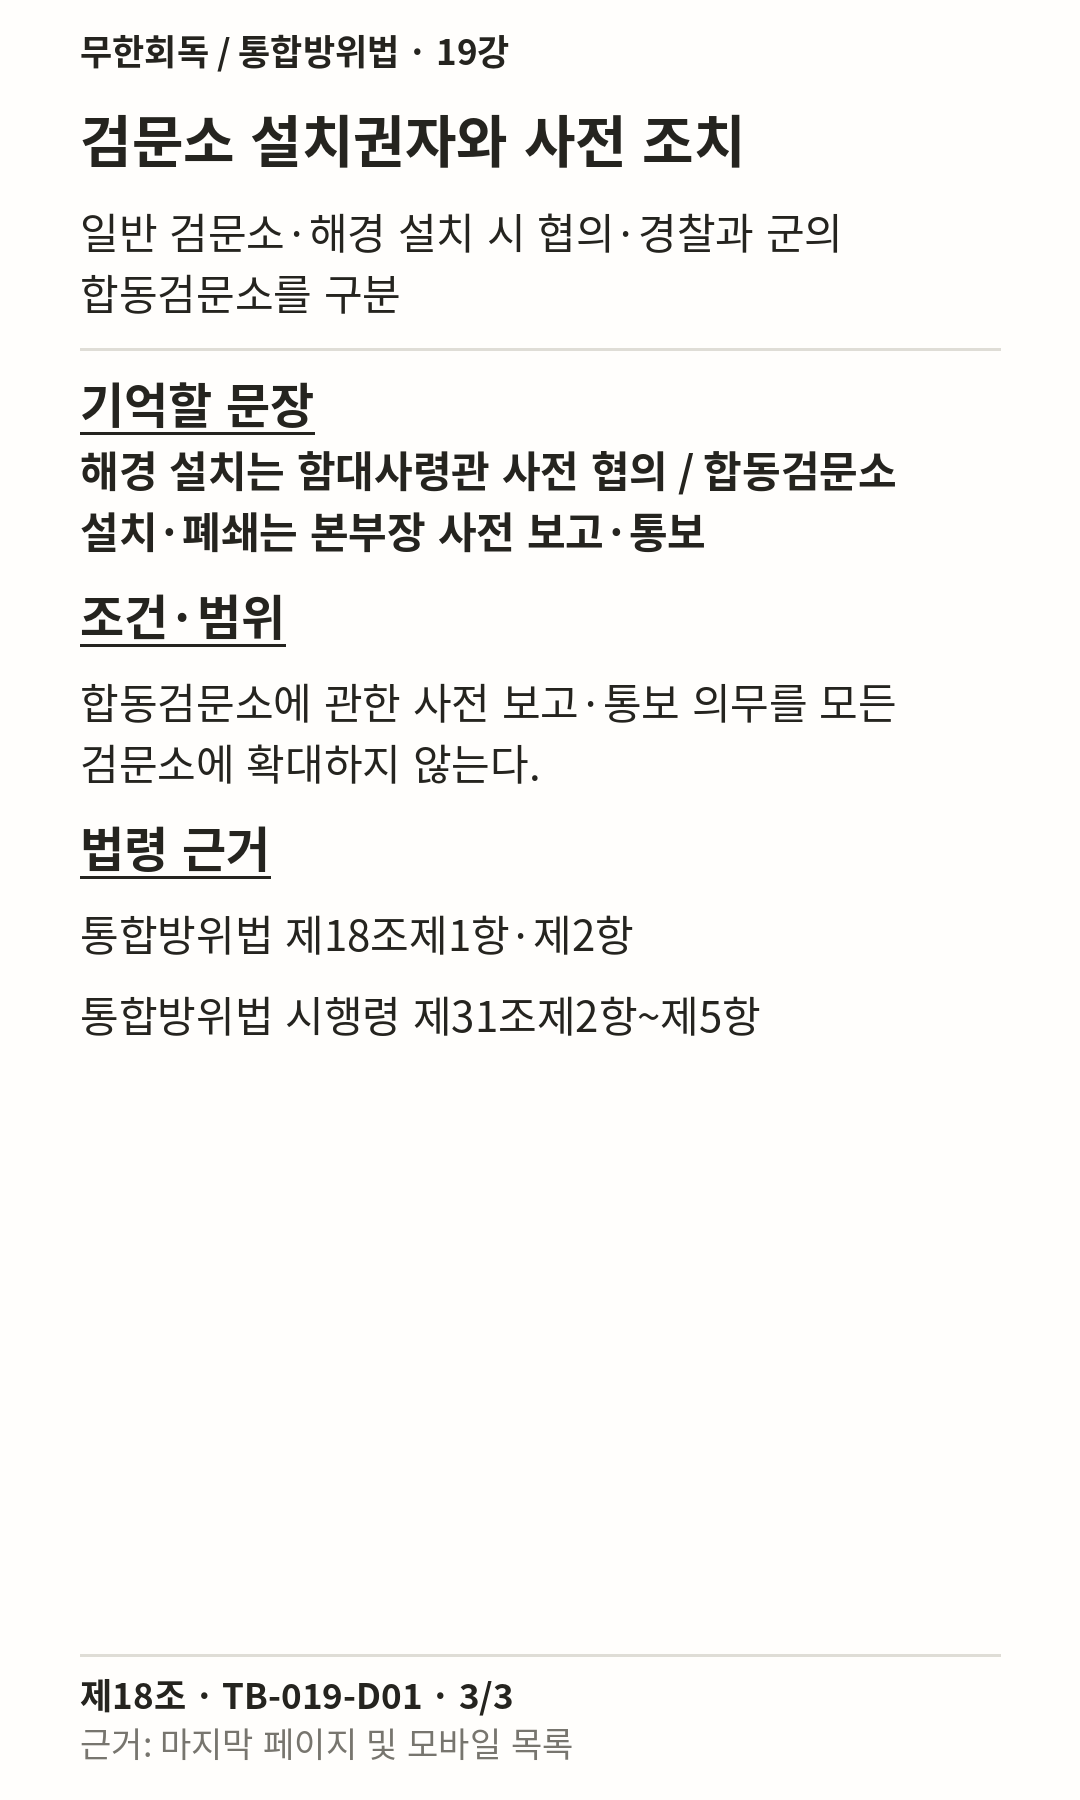 무한회독 / 통합방위법 · 19강
검문소 설치권자와 사전 조치
일반 검문소·해경 설치 시 협의·경찰과 군의
합동검문소를 구분
기억할 문장
해경 설치는 함대사령관 사전 협의 / 합동검문소
설치·폐쇄는 본부장 사전 보고·통보
조건·범위
합동검문소에 관한 사전 보고·통보 의무를 모든
검문소에 확대하지 않는다.
법령 근거
통합방위법 제18조제1항·제2항
통합방위법 시행령 제31조제2항~제5항
제18조 · TB-019-D01 · 3/3
근거: 마지막 페이지 및 모바일 목록